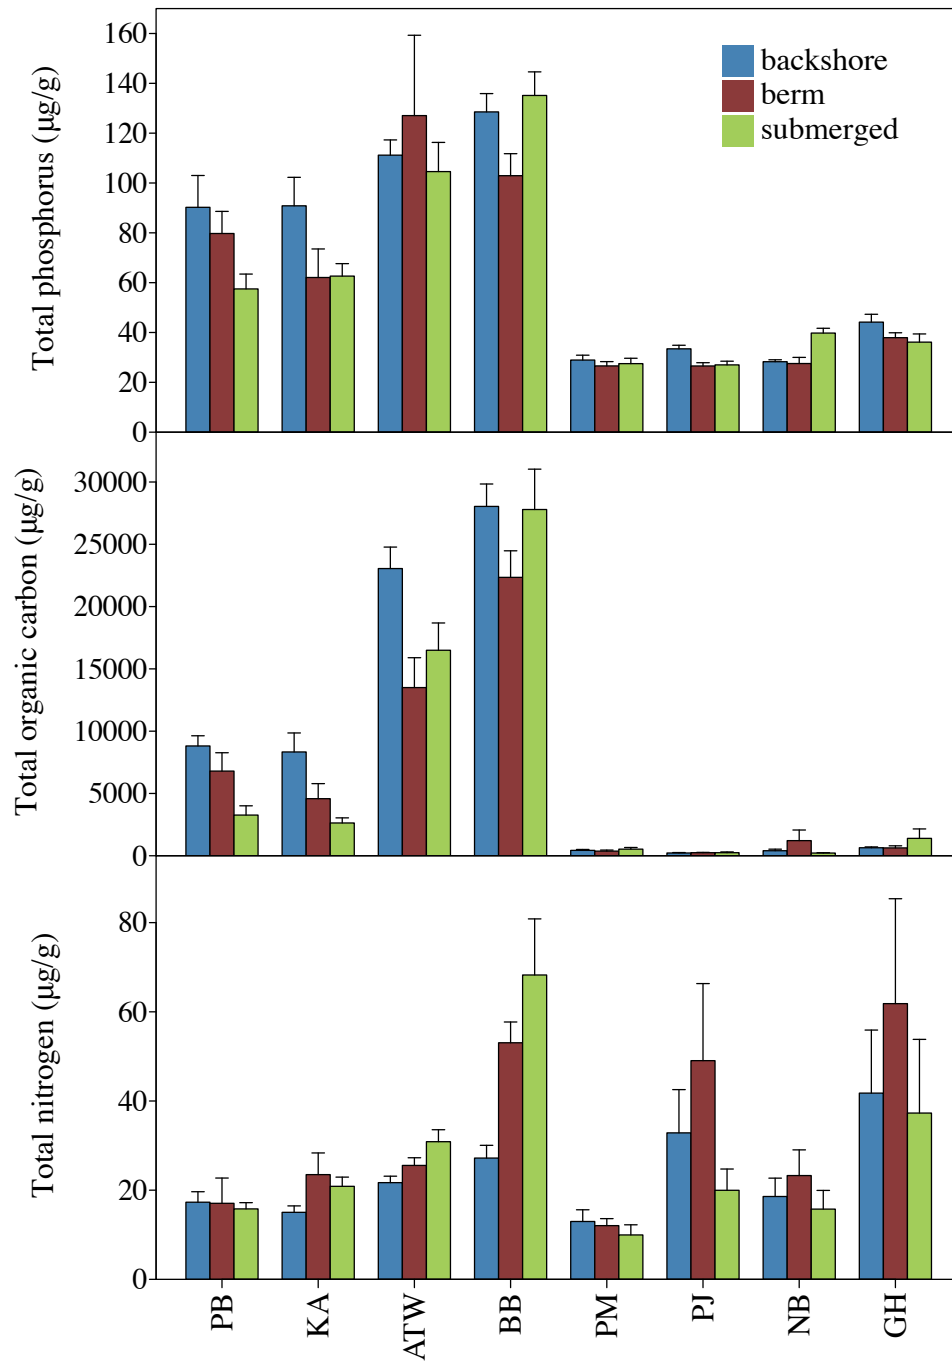 Total phosphorus (µg/g)
160
140
120
100
80
60
40
20
0
backshore
berm
submerged
Total organic carbon (µg/g)
30000
25000
20000
15000
10000
5000
0
Total nitrogen (µg/g)
80
60
40
20
0
PB
KA
ATW
BB
PM
PJ
NB
GH